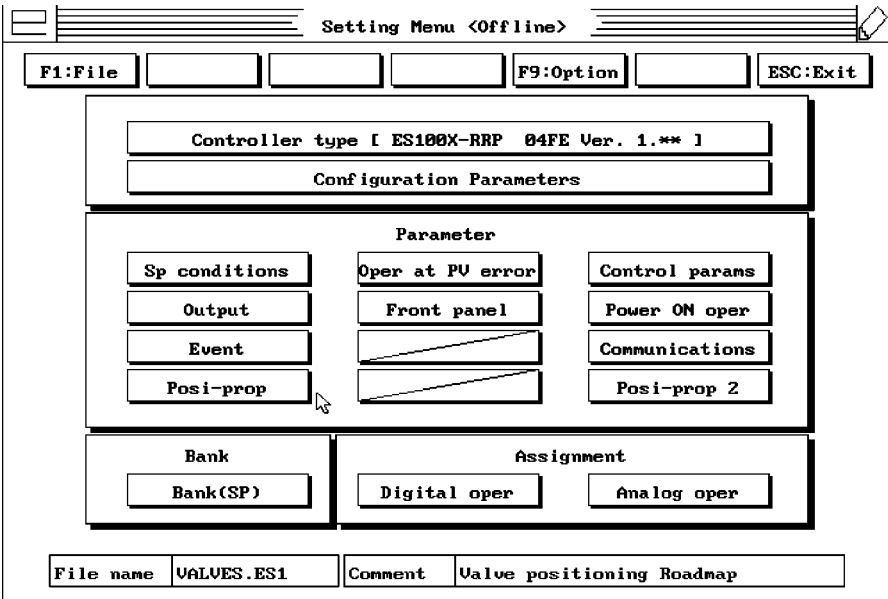 Setting Menu <Offline>
F1:File F9:Option ESC:Exit
Controller type [ ES100X-RRP 04FE Ver. 1.** ]
Configuration Parameters
Parameter
Sp conditions Oper at PV error Control params
Output Front panel Power ON oper
Event Communications
Posi-prop Posi-prop 2
Bank Assignment
Bank(SP) Digital oper Analog oper
File name VALVES.ES1 Comment Valve positioning Roadmap